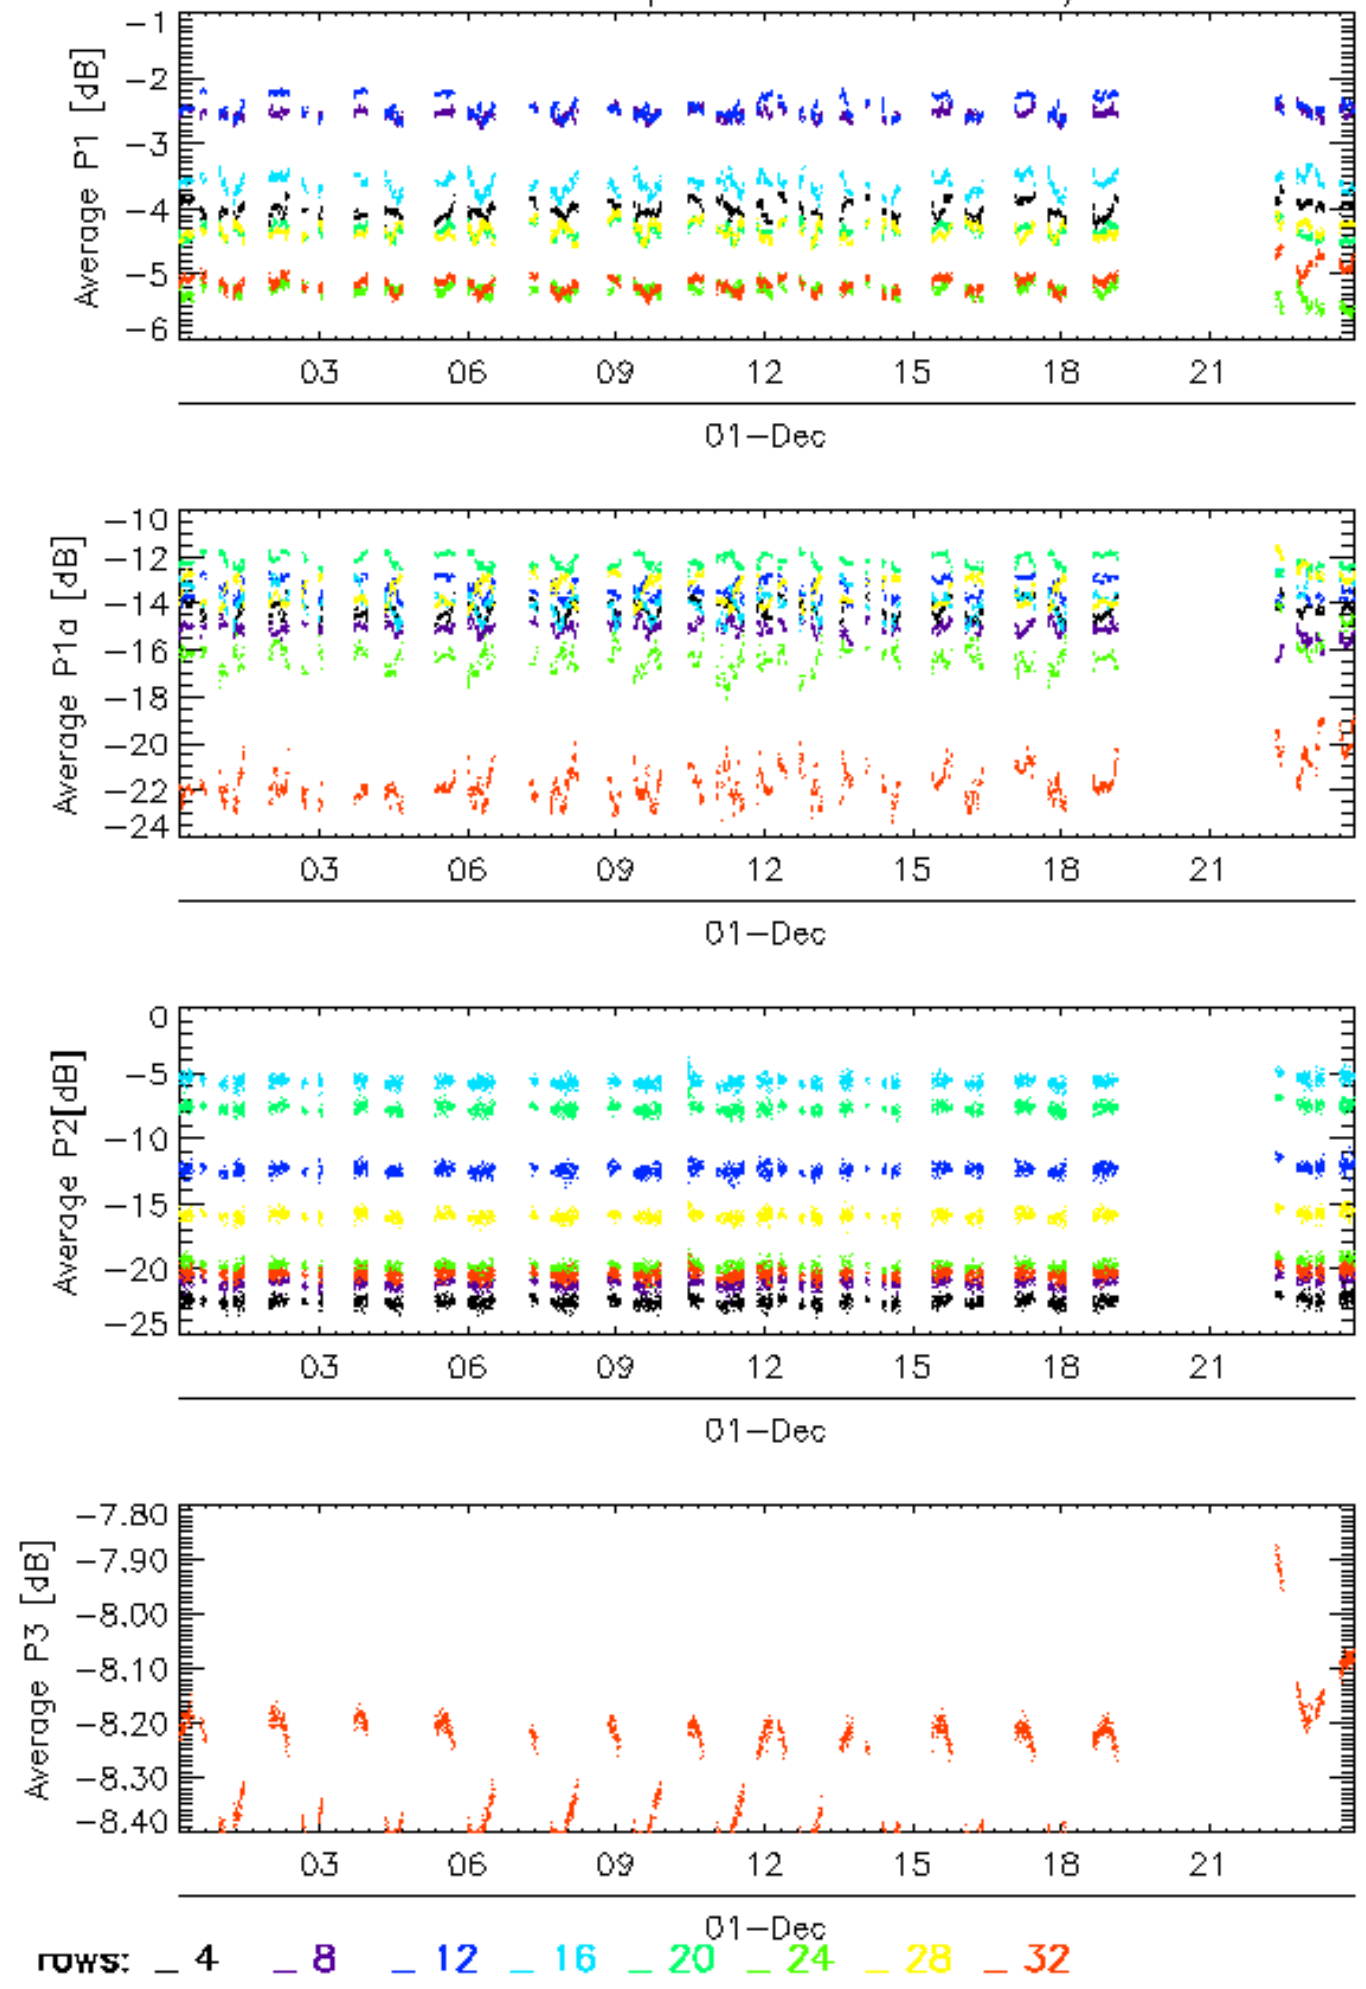 −1
−2
−3
−4
−5
−6
Average P1 [dB]
03 06 09 12 15 18 21
01−Dec
−10
−12
−14
−16
−18
−20
−22
−24
Average P1a [dB]
03 06 09 12 15 18 21
01−Dec
0
−5
−10
−15
−20
−25
Average P2[dB]
03 06 09 12 15 18 21
01−Dec
−7.80
−7.90
−8.00
−8.10
−8.20
−8.30
−8.40
Average P3 [dB]
03 06 09 12 15 18 21
01−Dec
rows: _ 4 _ 8 _ 12 _ 16 _ 20 _ 24 _ 28 _ 32